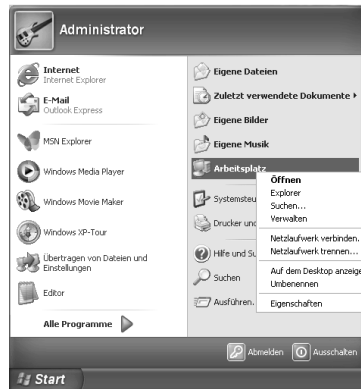 Administrator
Internet
Internet Explorer
E-Mail
Outlook Express
MSN Explorer
Windows Media Player
Windows Movie Maker
Windows XP-Tour
Übertragen von Dateien und
Einstellungen
Editor
Alle Programme
Eigene Dateien
Zuletzt verwendete Dokumente
Eigene Bilder
Eigene Musik
Arbeitsplatz
Systemsteu
Drucker und
Hilfe und Su
Suchen
Ausführen.
Öffnen
Explorer
Suchen...
Verwalten
Netzlaufwerk verbinden.
Netzlaufwerk trennen...
Auf dem Desktop anzeige
Umbenennen
Eigenschaften
Abmelden
Ausschalten
Start